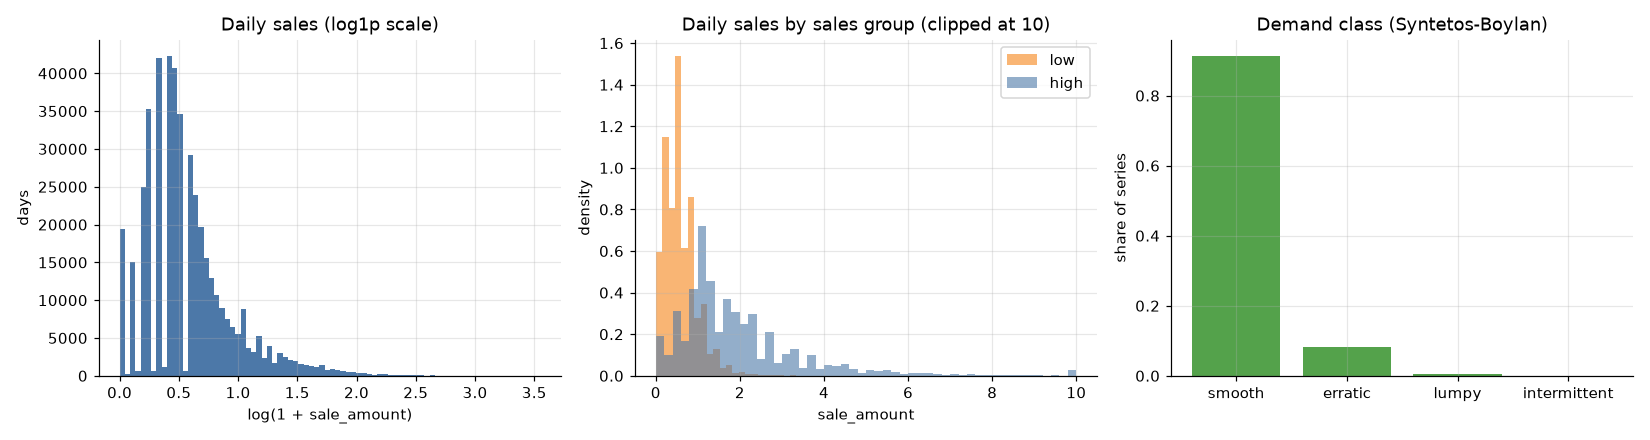 Daily sales (log1p scale)
days
40000
35000
30000
25000
20000
15000
10000
5000
0
0.0 0.5 1.0 1.5 2.0 2.5 3.0 3.5
log(1 + sale_amount)
Daily sales by sales group (clipped at 10)
low
high
density
1.6
1.4
1.2
1.0
0.8
0.6
0.4
0.2
0.0
0 2 4 6 8 10
sale_amount
Demand class (Syntetos-Boylan)
share of series
0.8
0.6
0.4
0.2
0.0
smooth erratic lumpy intermittent